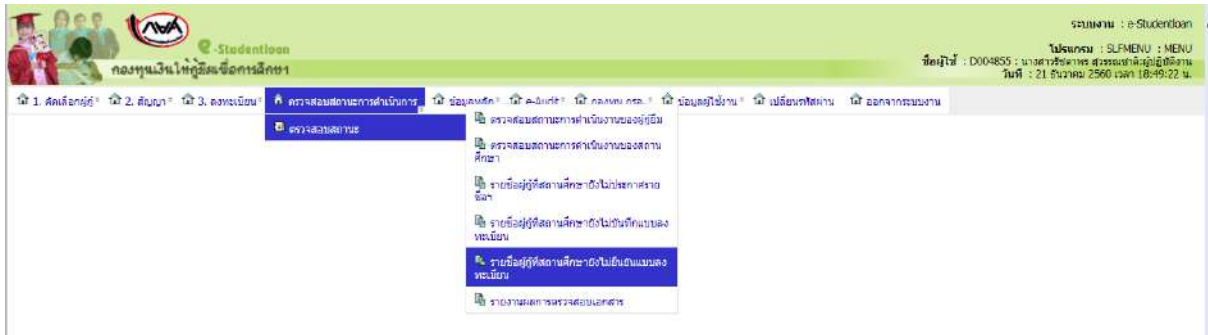 ระบบงาน : e-Studentloan
กยศ
e-Studentloan
โปรแกรม : SLFMENU : MENU
กองทุนเงินให้กู้ยืมเพื่อการศึกษา
ชื่อผู้ใช้ : D004855 : นางสาวรัชดาพร สุวรรณชาติ:ผู้ปฏิบัติงาน
วันที่ : 21 ธันวาคม 2560 เวลา 18:49:22 น.
1. คัดเลือกผู้กู้ 2. สัญญา 3. ลงทะเบียน ตรวจสอบสถานะการดำเนินการ ข้อมูลหลัก e-Audit กองทุน กรอ. ข้อมูลผู้ใช้งาน เปลี่ยนรหัสผ่าน ออกจากระบบงาน
ตรวจสอบสถานะ
ตรวจสอบสถานะการดำเนินงานของผู้กู้ยืม
ตรวจสอบสถานะการดำเนินงานของสถาน
ศึกษา
รายชื่อผู้กู้ที่สถานศึกษายังไม่ประกาศราย
ชื่อฯ
รายชื่อผู้กู้ที่สถานศึกษายังไม่บันทึกแบบลง
ทะเบียน
รายชื่อผู้กู้ที่สถานศึกษายังไม่ยืนยันแบบลง
ทะเบียน
รายงานผลการตรวจสอบเอกสาร